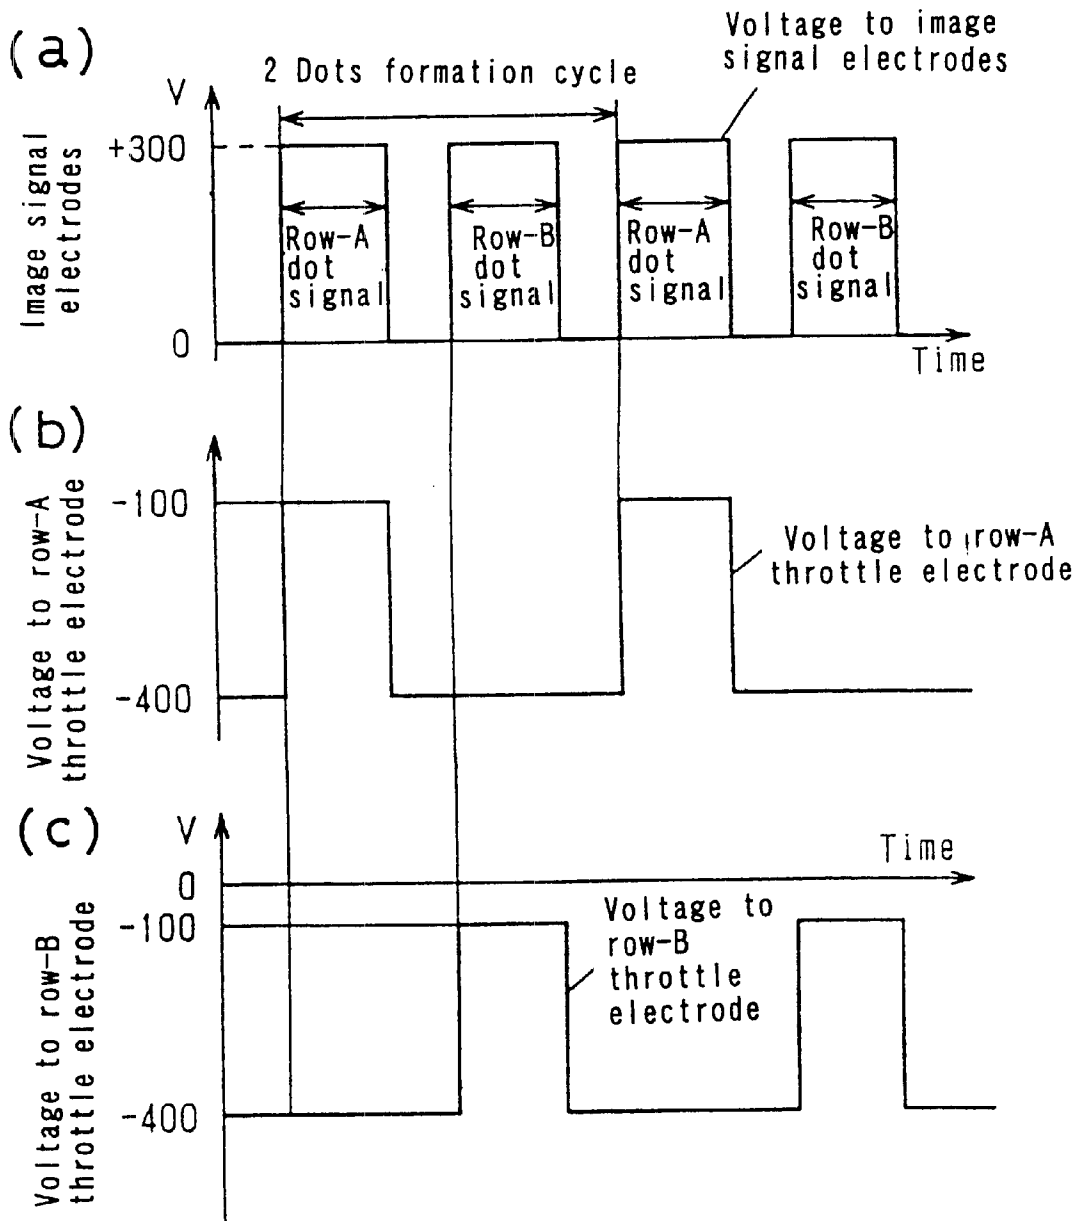 (a)
2 Dots formation cycle
Voltage to image
signal electrodes
V
Image signal
electrodes
+300
0
Row-A
dot
signal
Row-B
dot
signal
Row-A
dot
signal
Row-B
dot
signal
Time
(b)
Voltage to row-A
throttle electrode
-100
-400
Voltage to row-A
throttle electrode
(c)
V
Time
Voltage to row-B
throttle electrode
0
-100
-400
Voltage to
row-B
throttle
electrode